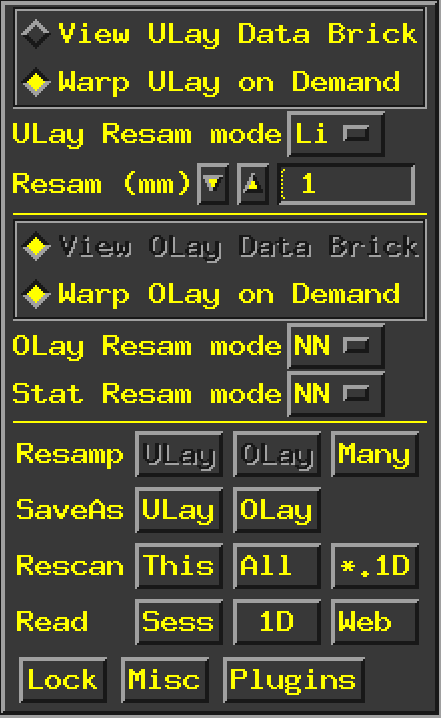 View ULay Data Brick
Warp ULay on Demand
ULay Resam mode Li
Resam (mm) 1
View OLay Data Brick
Warp OLay on Demand
OLay Resam mode NN
Stat Resam mode NN
Resamp ULay OLay Many
SaveAs ULay OLay
Rescan This All *.1D
Read Sess 1D Web
Lock Misc Plugins